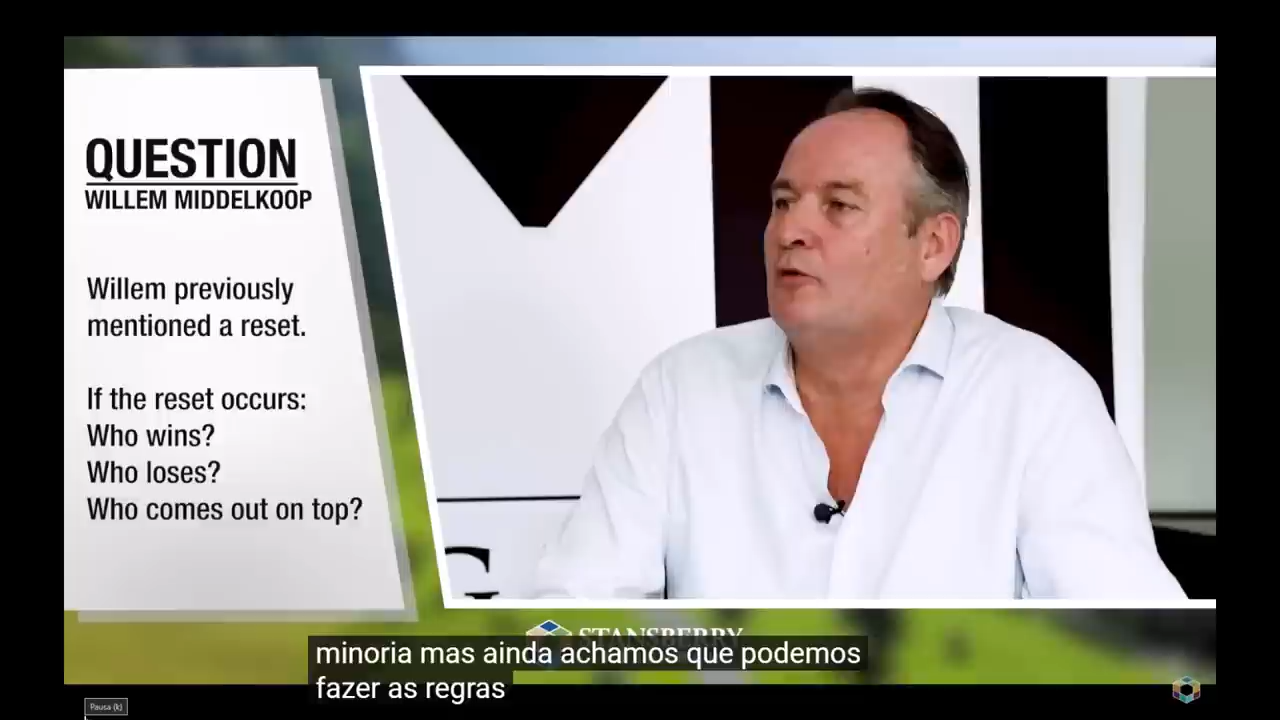 QUESTION
WILLEM MIDDELKOOP
Willem previously
mentioned a reset.
If the reset occurs:
Who wins?
Who loses?
Who comes out on top?
STANSBERRY
minoria mas ainda achamos que podemos
fazer as regras
Pausa (k)